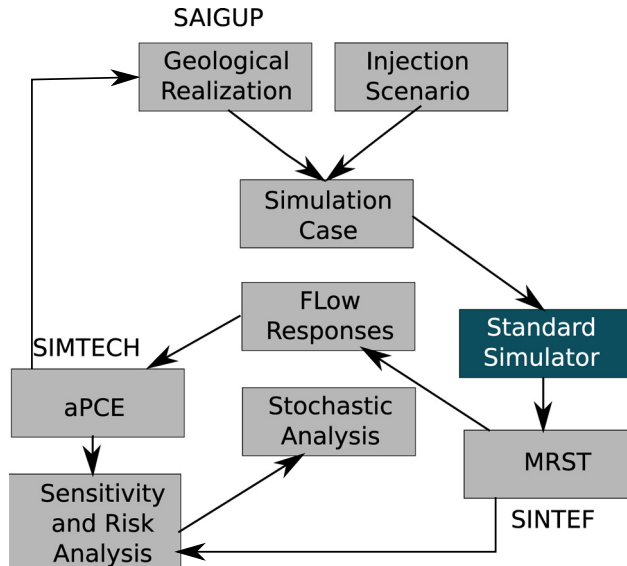 SAIGUP
Geological
Realization
Injection
Scenario
Simulation
Case
FLow
Responses
Standard
Simulator
SIMTECH
aPCE
Stochastic
Analysis
MRST
SINTEF
Sensitivity
and Risk
Analysis